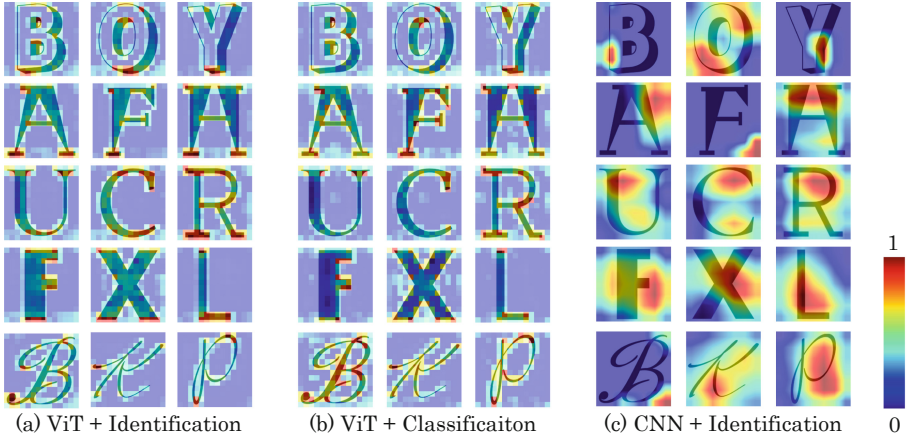 B O Y B O Y B O Y
A F A A F A A F A
U C R U C R U C R
F X L F X L F X L
1
B K P B K P B K P
0
(a) ViT + Identification (b) ViT + Classificaiton (c) CNN + Identification